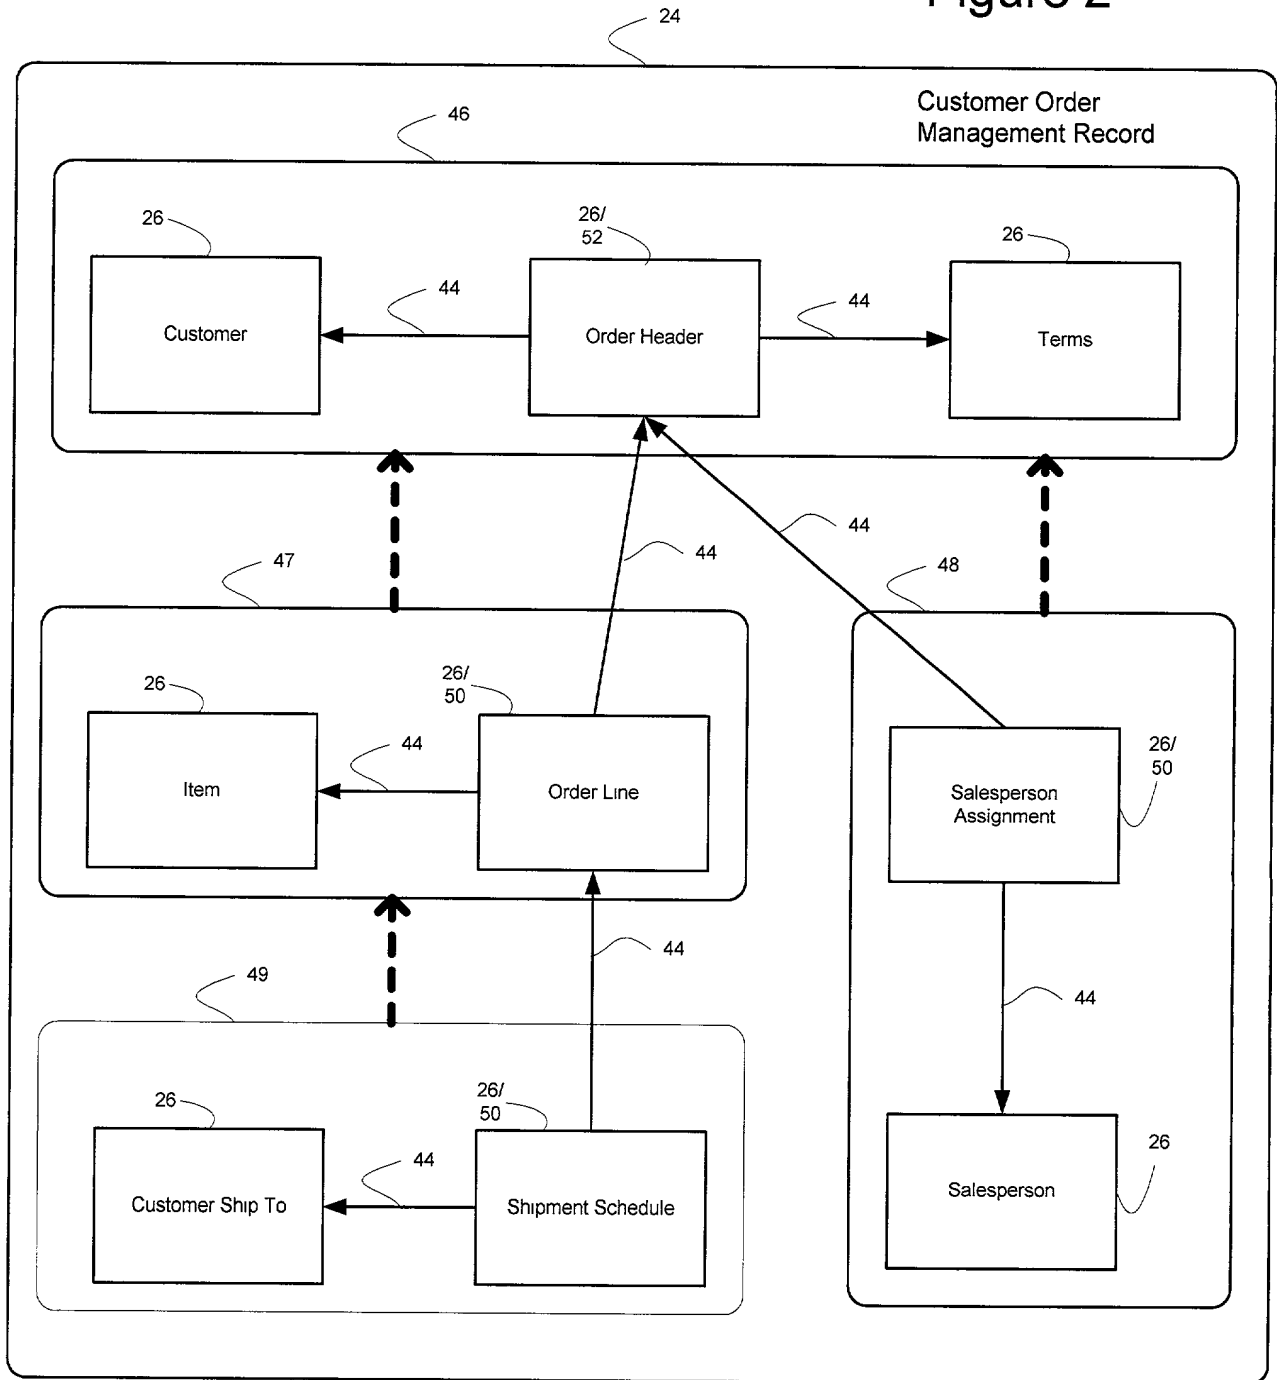 Figure 2
24
Customer Order
Management Record
46
26
26/
52
26
44
44
Customer
Order Header
Terms
44
44
47
48
26
26/
50
26/
50
44
Item
Order Line
Salesperson
Assignment
44
49
44
26
26/
50
44
26
Customer Ship To
Shipment Schedule
Salesperson